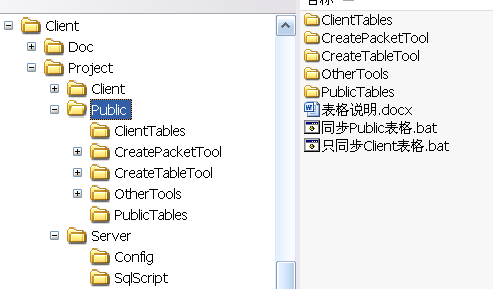 Client
Doc
Project
Client
Public
ClientTables
CreatePacketTool
CreateTableTool
OtherTools
PublicTables
Server
Config
SqlScript
ClientTables
CreatePacketTool
CreateTableTool
OtherTools
PublicTables
表格说明.docx
同步Public表格.bat
只同步Client表格.bat